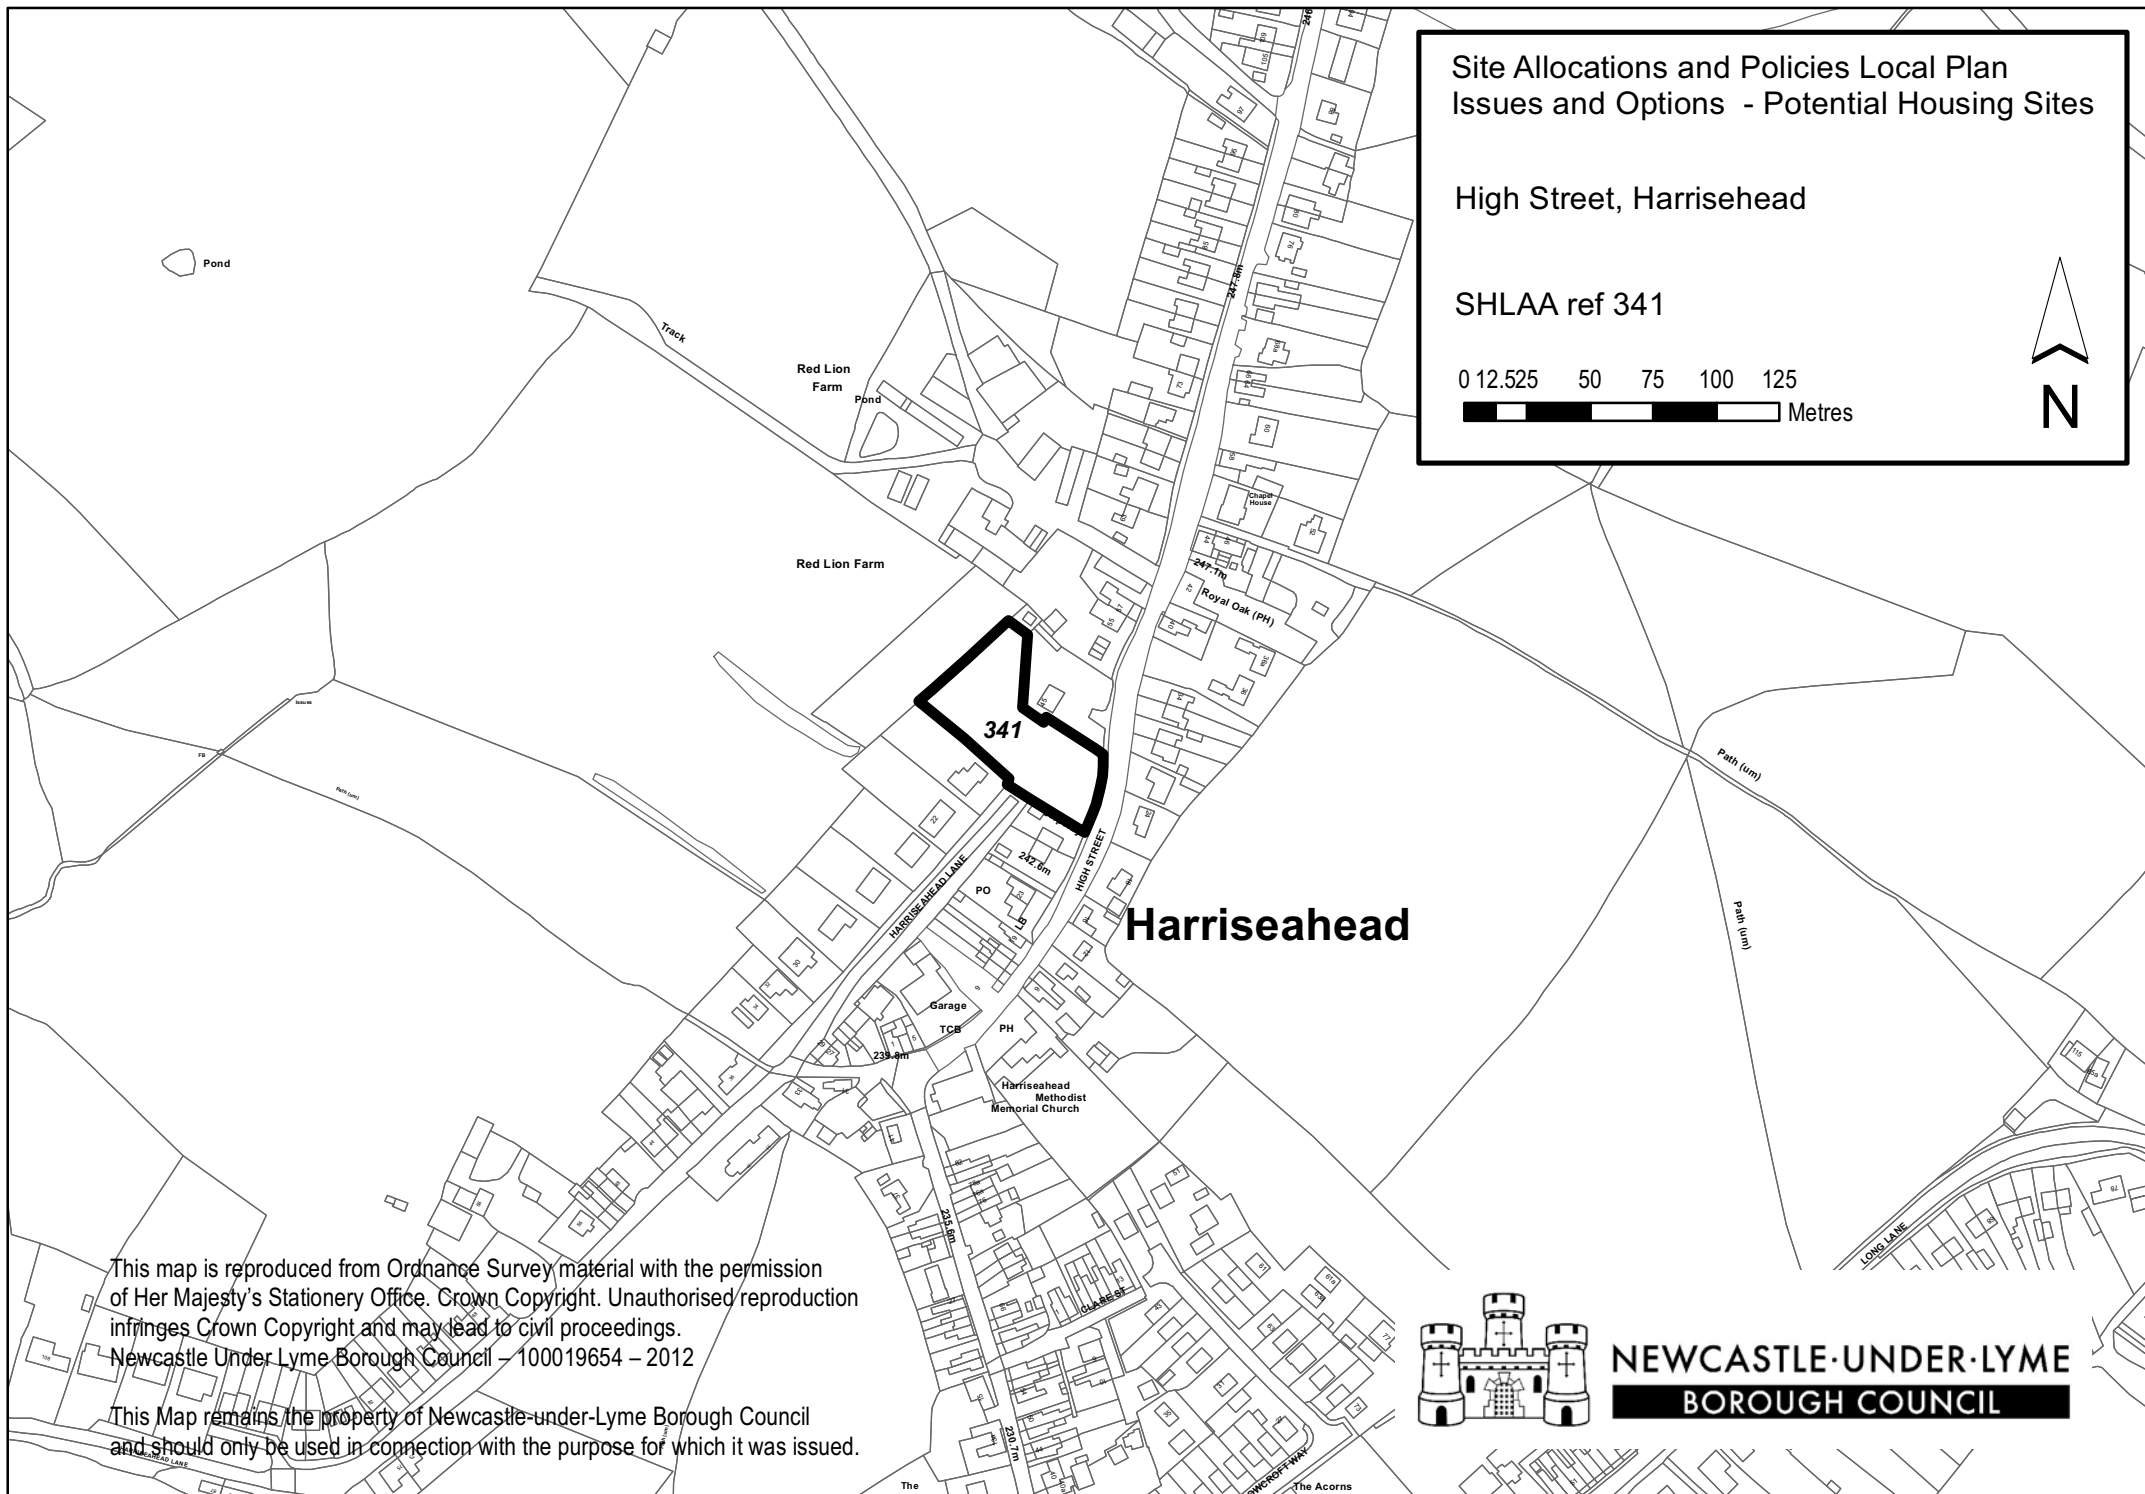 Site Allocations and Policies Local Plan
Issues and Options - Potential Housing Sites
High Street, Harrisehead
SHLAA ref 341
0 12.525 50 75 100 125
Metres
N
Pond
Track
Red Lion
Farm
Pond
Red Lion Farm
247.8m
Chapel
House
247.1m
Royal Oak (PH)
341
Issues
FB
Path (um)
Path (um)
Path (um)
242.6m
HIGH STREET
HARRISEAHEAD LANE
PO
LB
Harriseahead
Garage
TCB
PH
239.8m
Harriseahead
Methodist
Memorial Church
235.6m
CLARE ST
LONG LANE
230.7m
The
The Acorns
This map is reproduced from Ordnance Survey material with the permission
of Her Majesty's Stationery Office. Crown Copyright. Unauthorised reproduction
infringes Crown Copyright and may lead to civil proceedings.
Newcastle Under Lyme Borough Council – 100019654 – 2012
This Map remains the property of Newcastle-under-Lyme Borough Council
and should only be used in connection with the purpose for which it was issued.
NEWCASTLE·UNDER·LYME
BOROUGH COUNCIL